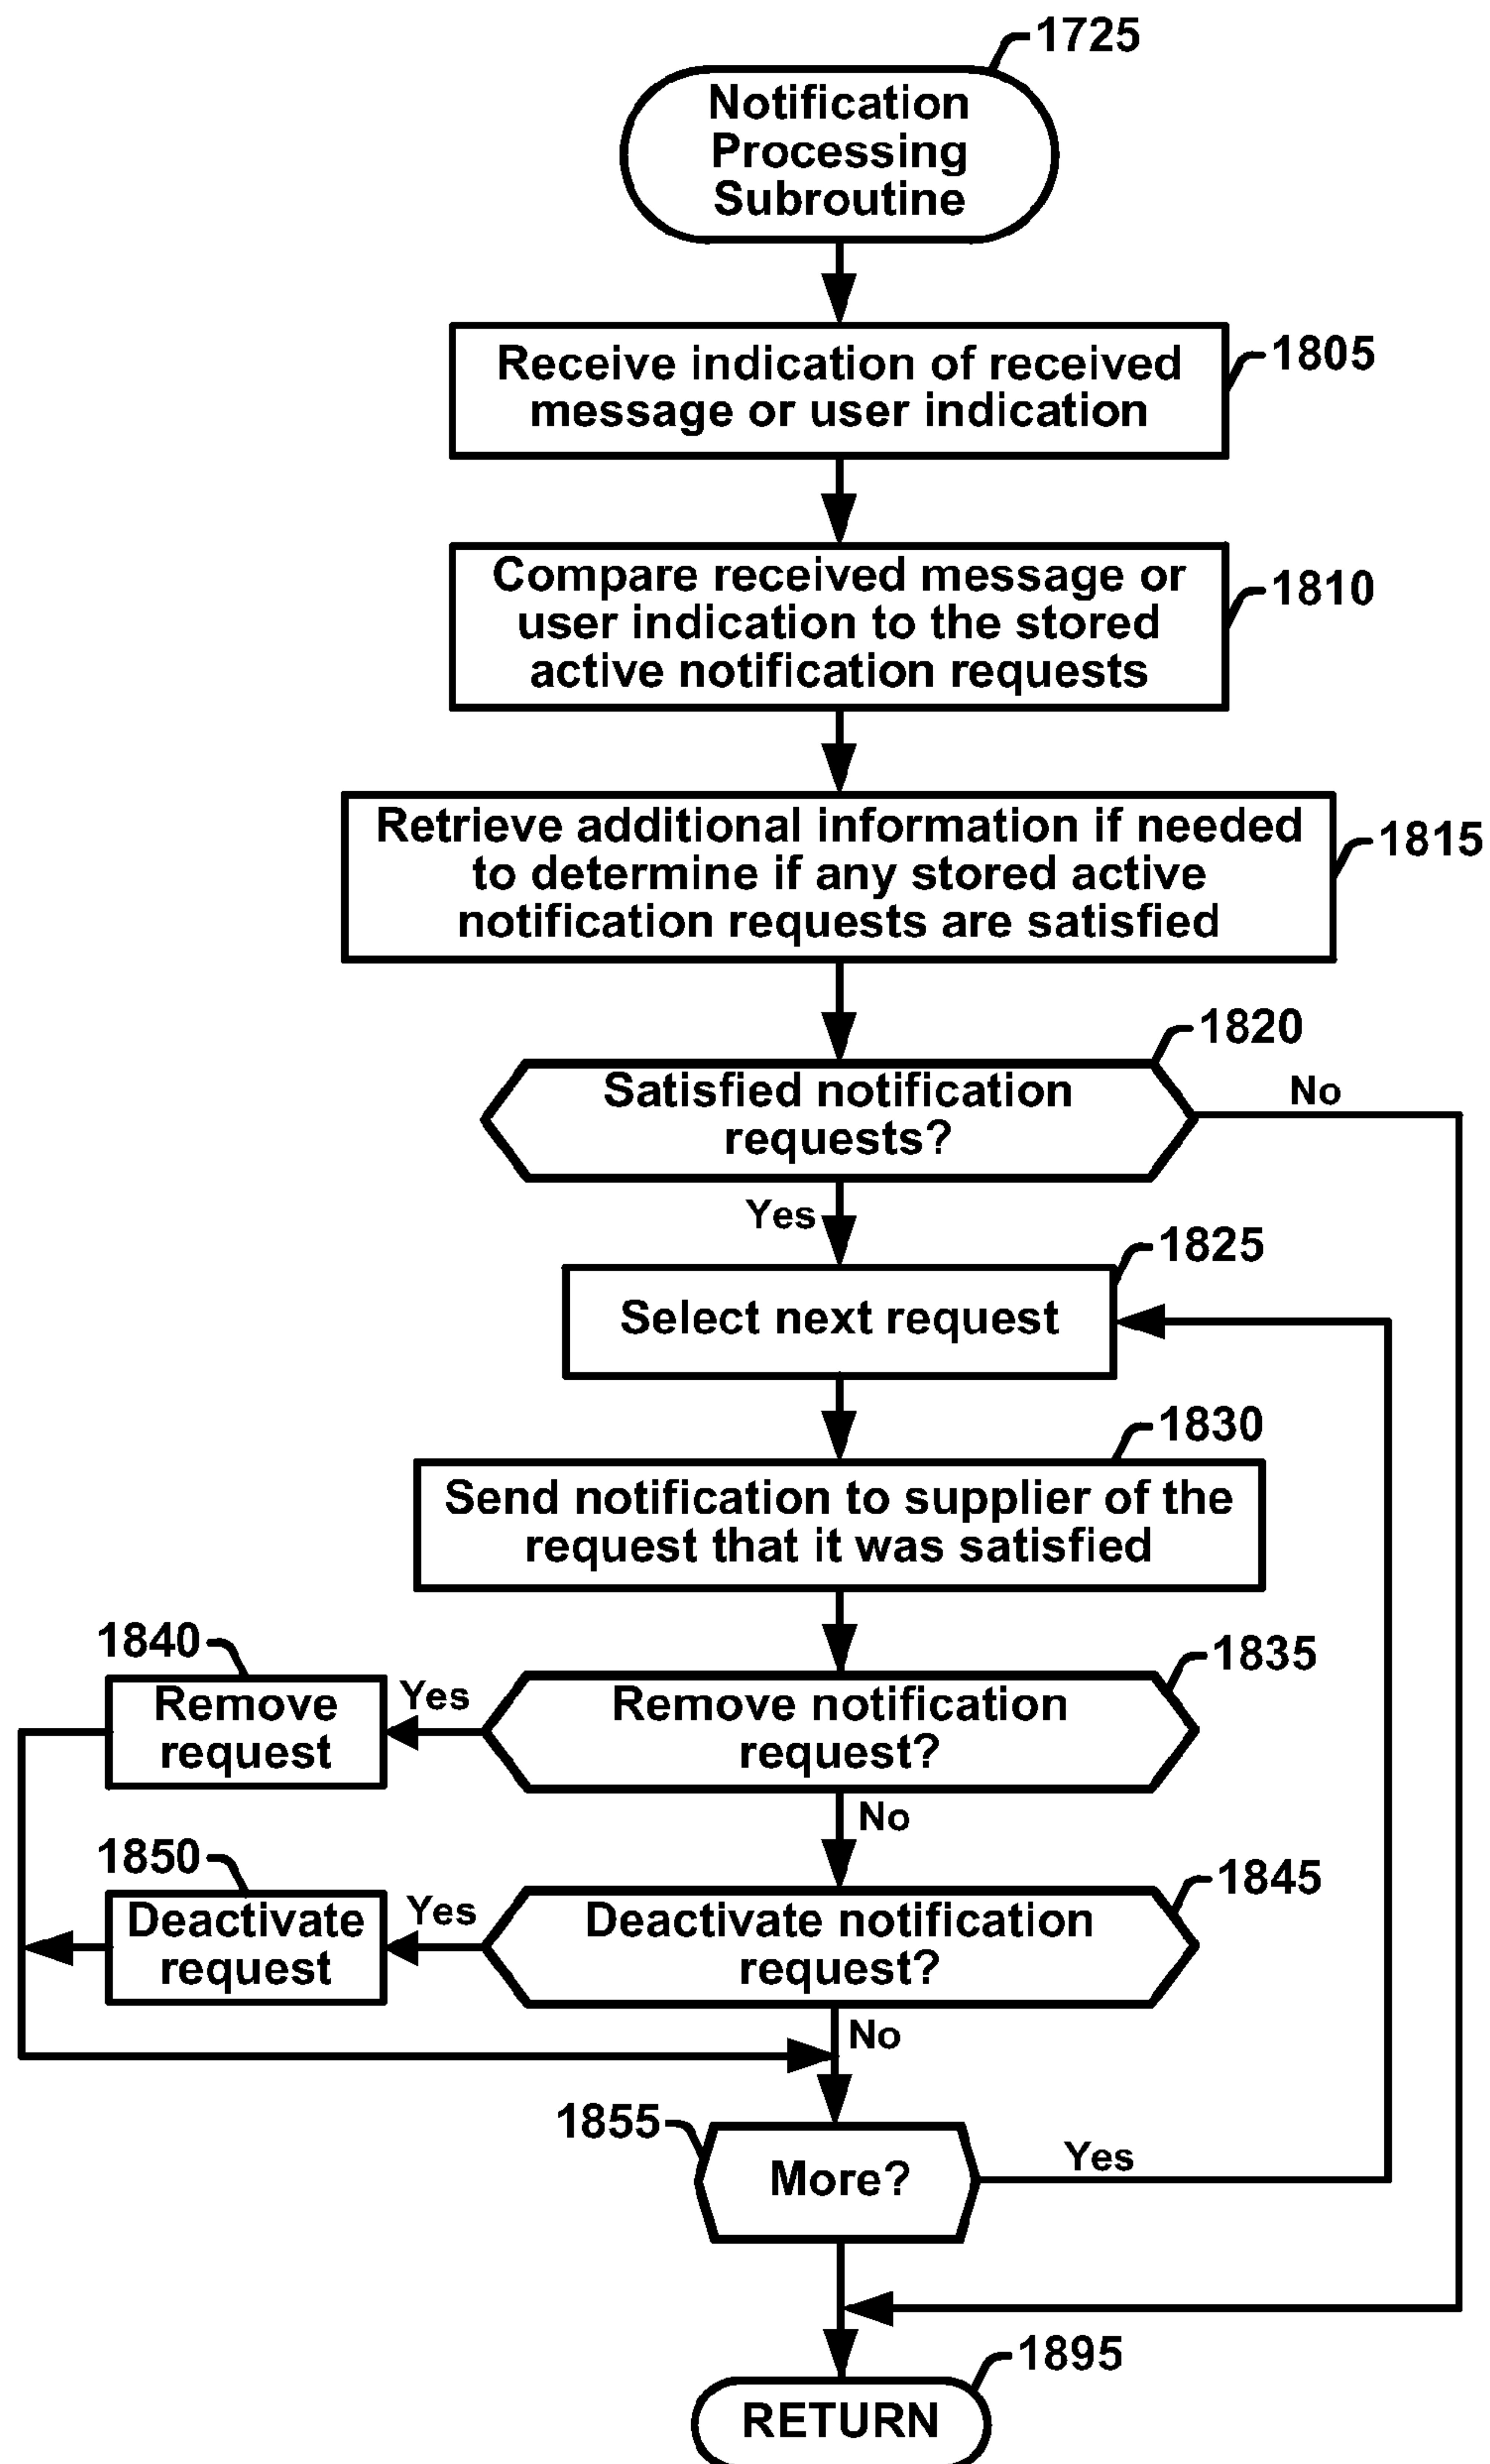 1725
Notification
Processing
Subroutine
Receive indication of received
message or user indication
1805
Compare received message or
user indication to the stored
active notification requests
1810
Retrieve additional information if needed
to determine if any stored active
notification requests are satisfied
1815
1820
Satisfied notification
requests?
No
Yes
1825
Select next request
1830
Send notification to supplier of the
request that it was satisfied
1840
Remove
request
Yes
Remove notification
request?
1835
No
1850
Deactivate
request
Yes
Deactivate notification
request?
1845
No
1855
More?
Yes
1895
RETURN